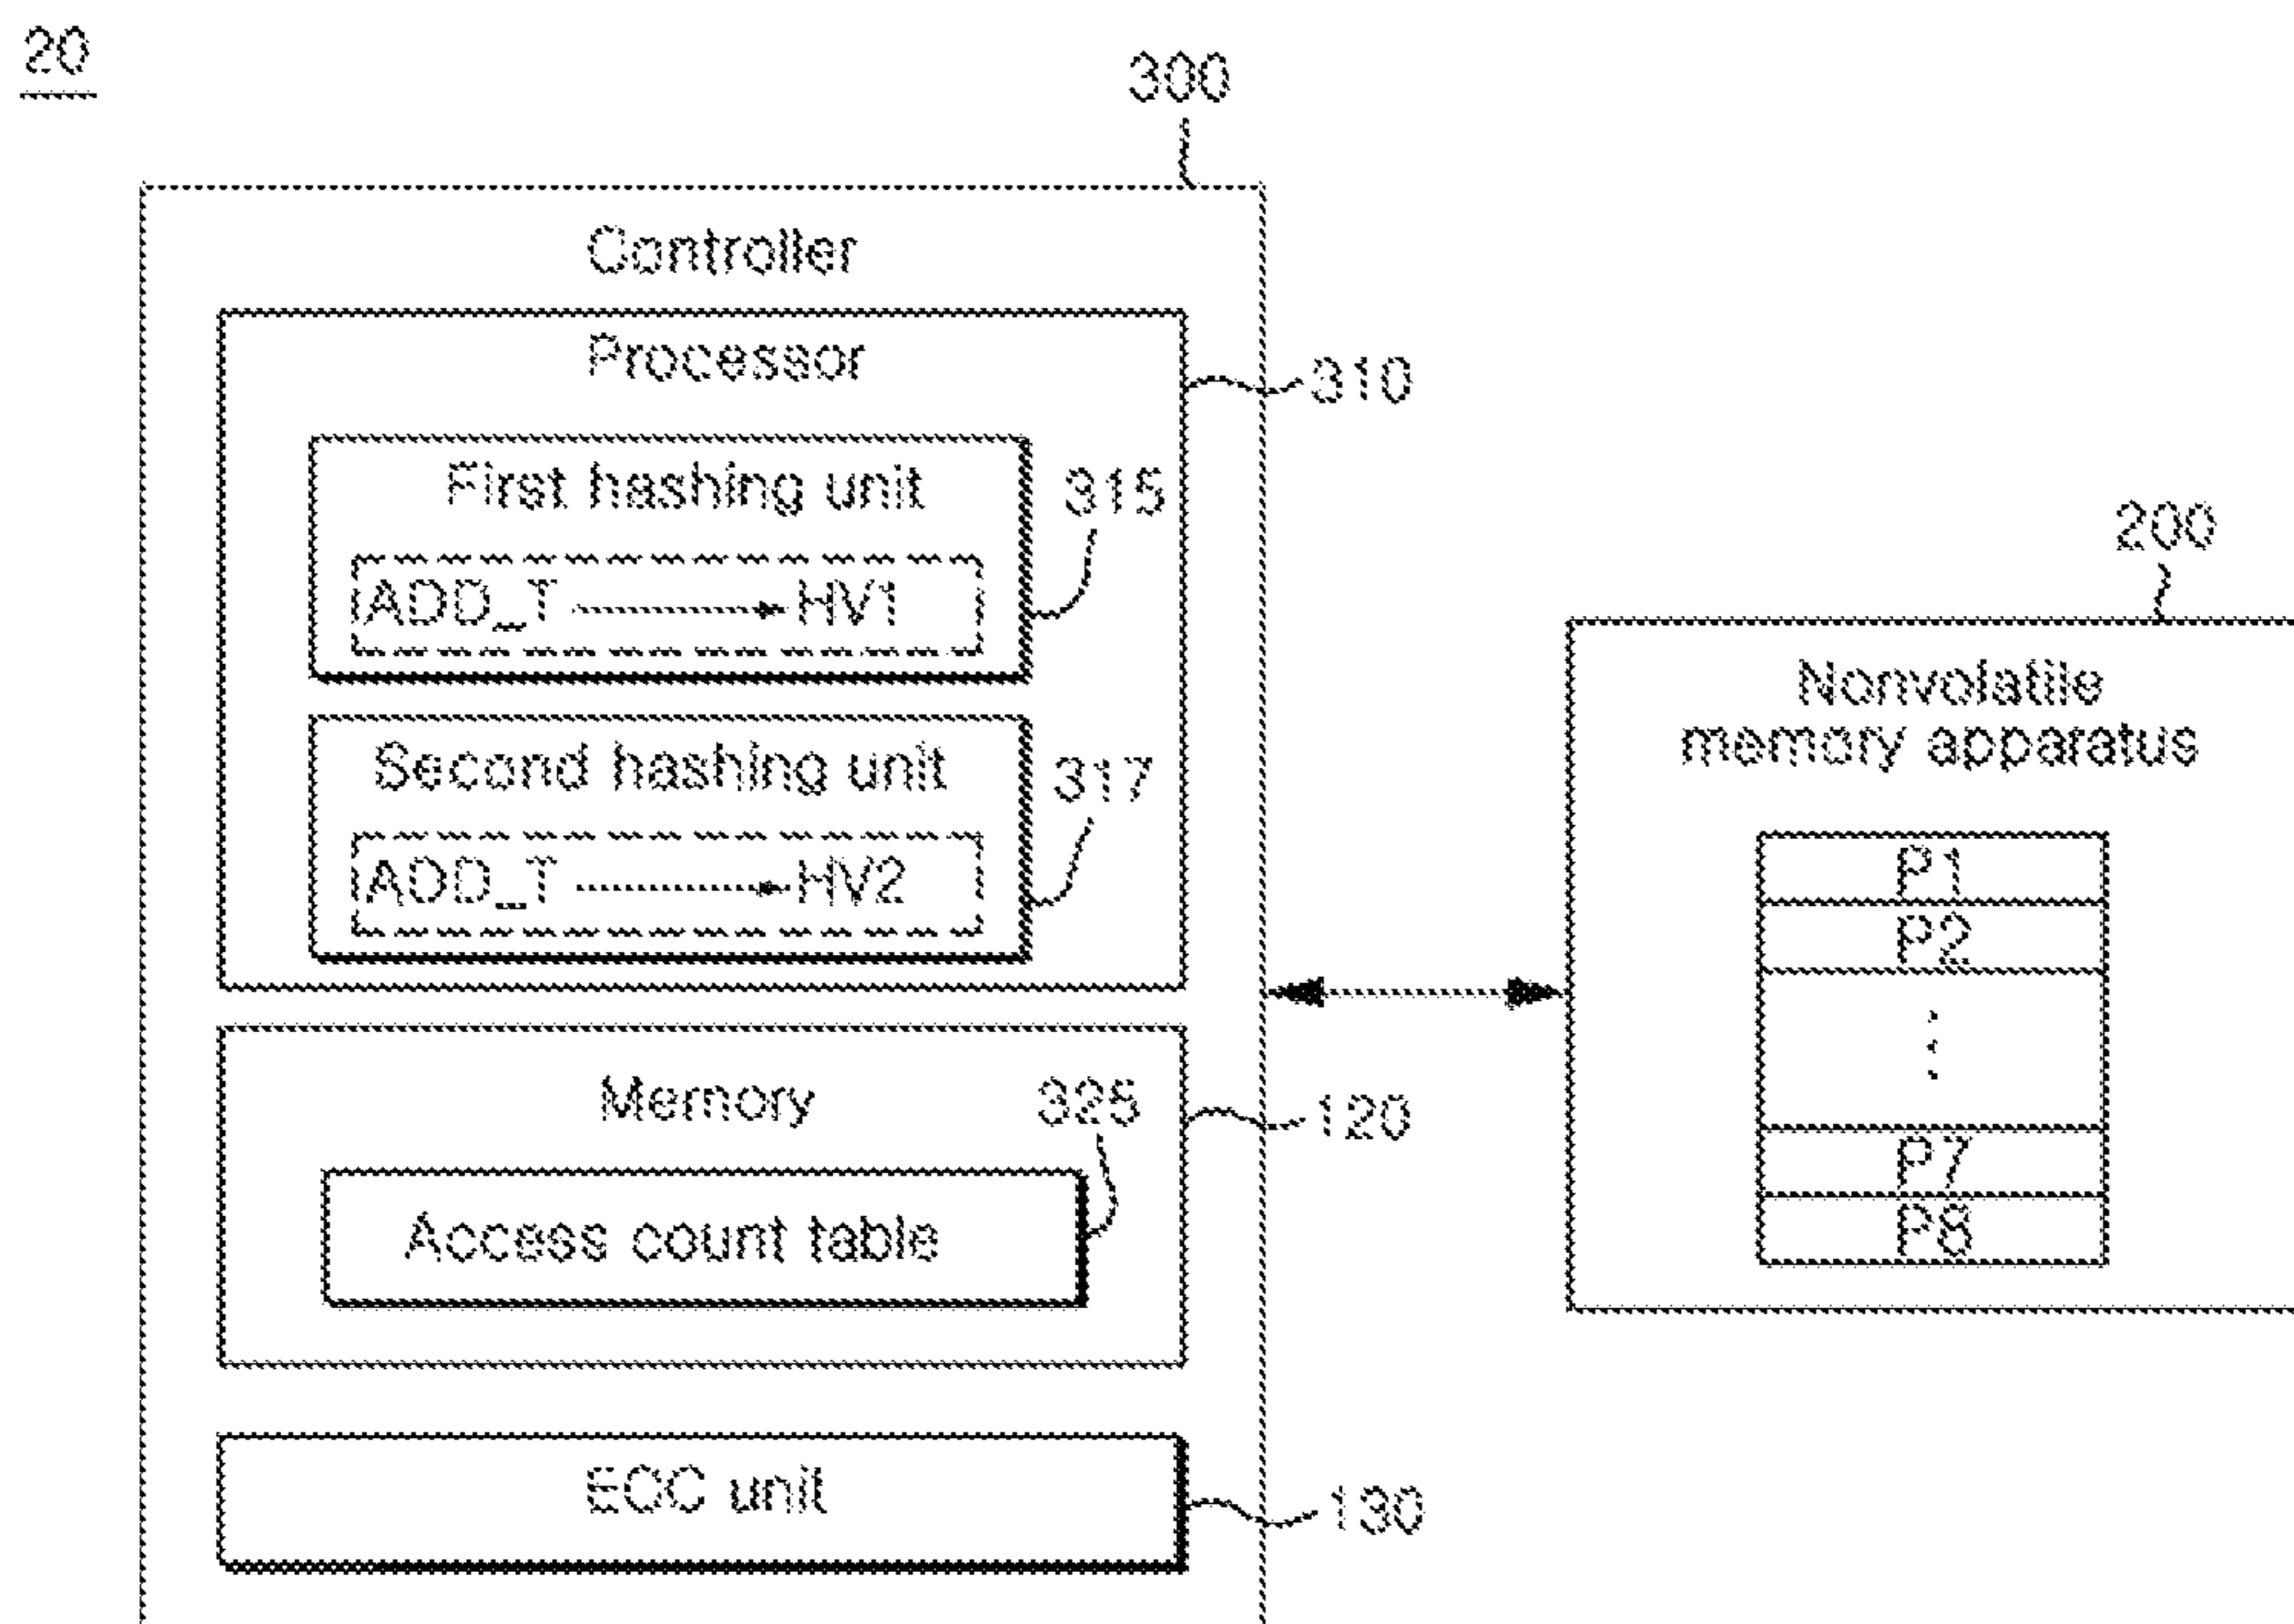 20
300
Controller
Processor
310
First hashing unit
315
ADD_T HV1
Second hashing unit
317
ADD_T HV2
Memory
325
120
Access count table
ECC unit
130
200
Nonvolatile
memory apparatus
P1
P2
⋮
P7
P8